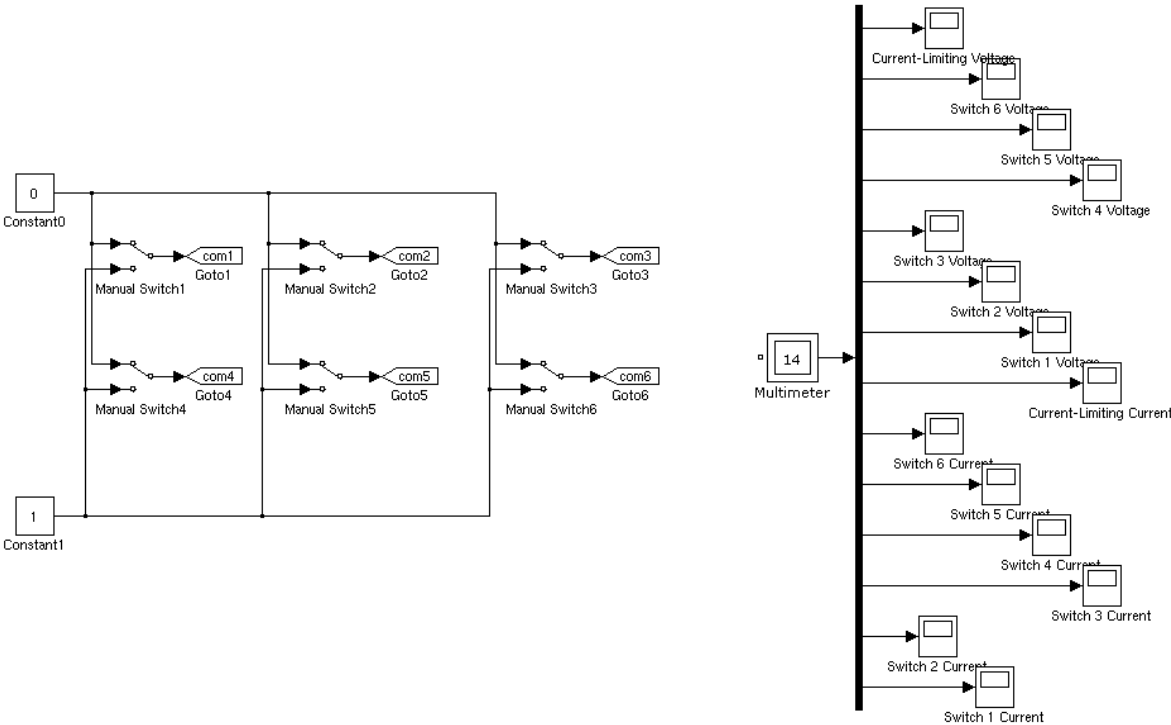 0
Constant0
com1
Goto1
Manual Switch1
com2
Goto2
Manual Switch2
com3
Goto3
Manual Switch3
com4
Goto4
Manual Switch4
com5
Goto5
Manual Switch5
com6
Goto6
Manual Switch6
1
Constant1
14
Multimeter
Current-Limiting Voltage
Switch 6 Voltage
Switch 5 Voltage
Switch 4 Voltage
Switch 3 Voltage
Switch 2 Voltage
Switch 1 Voltage
Current-Limiting Current
Switch 6 Current
Switch 5 Current
Switch 4 Current
Switch 3 Current
Switch 2 Current
Switch 1 Current